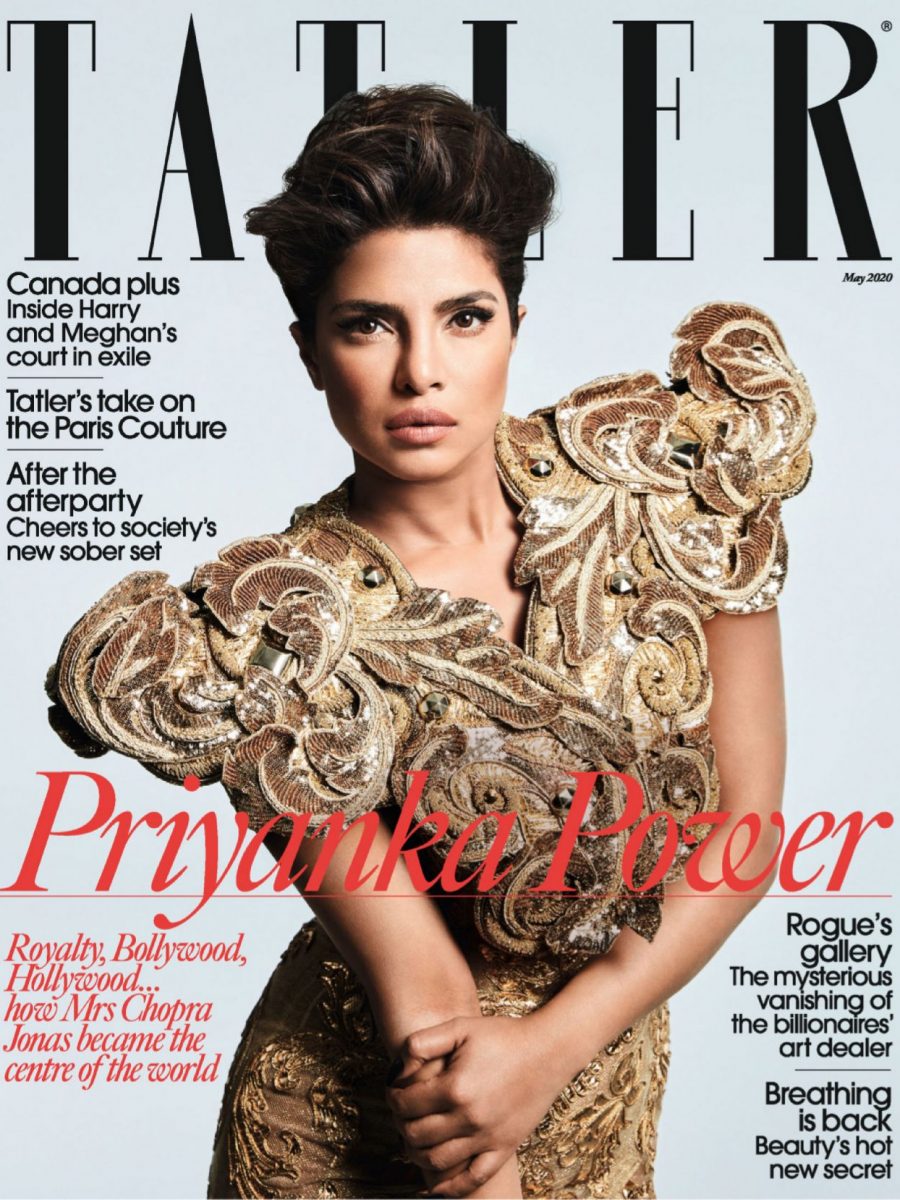 TATLER®
May 2020
Canada plus
Inside Harry
and Meghan's
court in exile
Tatler's take on
the Paris Couture
After the
afterparty
Cheers to society's
new sober set
Priyanka Power
Royalty, Bollywood,
Hollywood...
how Mrs Chopra
Jonas became the
centre of the world
Rogue's
gallery
The mysterious
vanishing of
the billionaires'
art dealer
Breathing
is back
Beauty's hot
new secret